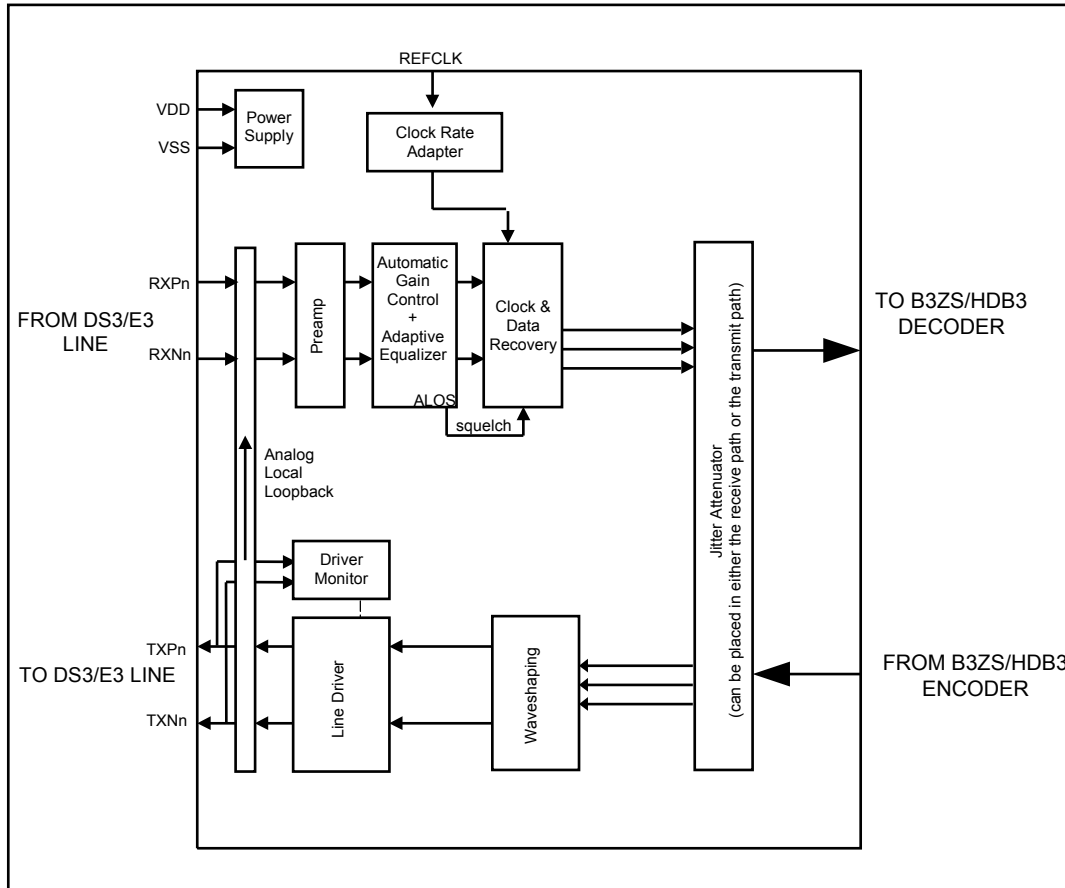 REFCLK
VDD
VSS
Power
Supply
Clock Rate
Adapter
RXPn
RXNn
FROM DS3/E3
LINE
Preamp
Automatic
Gain
Control
+
Adaptive
Equalizer
ALOS
squelch
Clock &
Data
Recovery
Jitter Attenuator
(can be placed in either the receive path or the transmit path)
TO B3ZS/HDB3
DECODER
Analog
Local
Loopback
Driver
Monitor
TXPn
TO DS3/E3 LINE
TXNn
Line Driver
Waveshaping
FROM B3ZS/HDB3
ENCODER